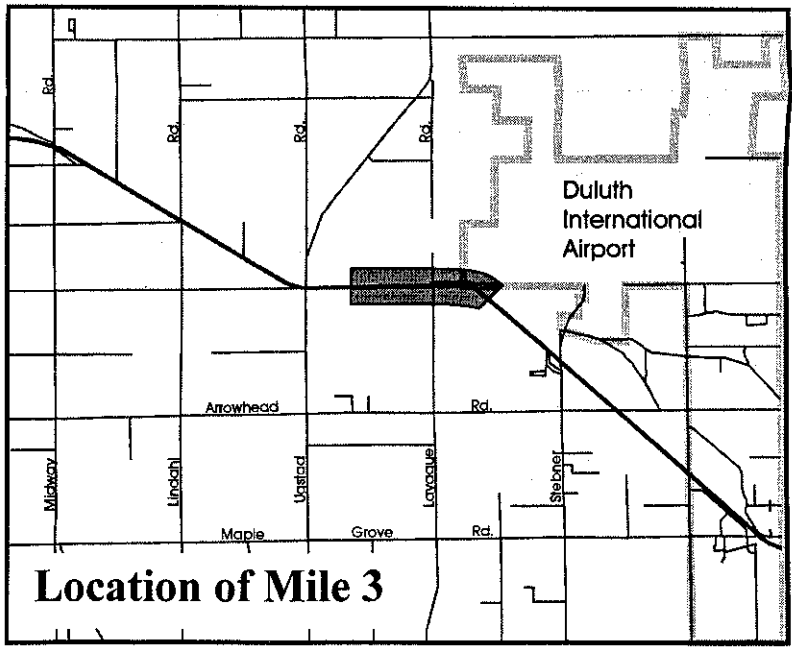 Rd.
Rd.
Rd.
Rd.
Duluth
International
Airport
Arrowhead Rd.
Midway
Lindahl
Ugstad
Lavaque
Stebner
Maple Grove Rd.
Location of Mile 3